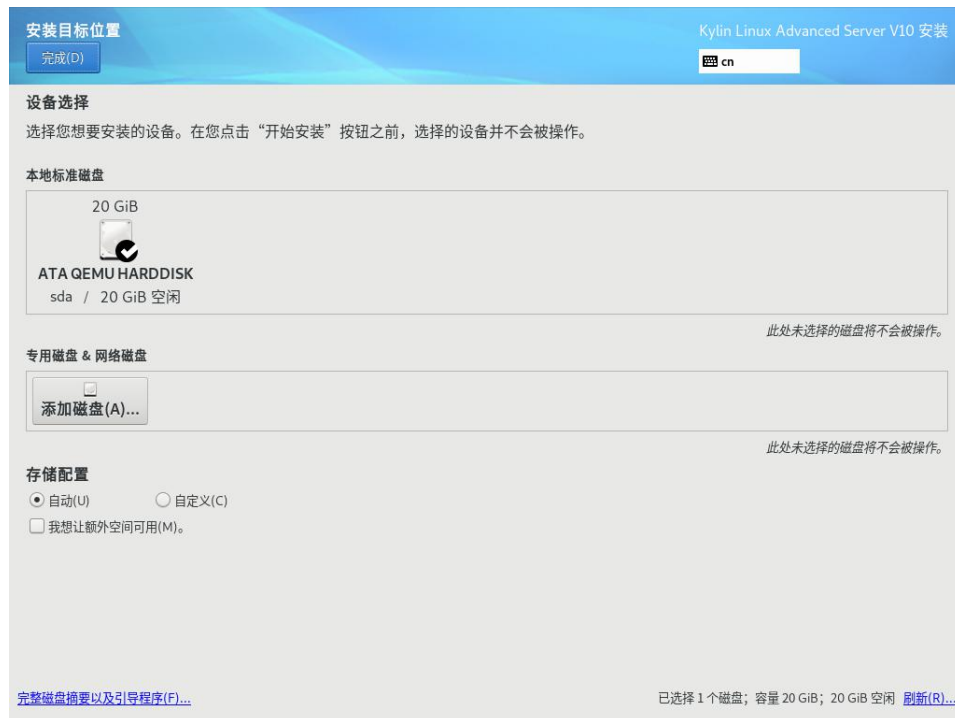 安装目标位置
Kylin Linux Advanced Server V10 安装
完成(D)
cn
设备选择
选择您想要安装的设备。在您点击“开始安装”按钮之前，选择的设备并不会被操作。
本地标准磁盘
20 GiB
ATA QEMU HARDDISK
sda / 20 GiB 空闲
此处未选择的磁盘将不会被操作。
专用磁盘 & 网络磁盘
添加磁盘(A)...
此处未选择的磁盘将不会被操作。
存储配置
自动(U) 自定义(C)
我想让额外空间可用(M)。
完整磁盘摘要以及引导程序(F)... 已选择 1 个磁盘；容量 20 GiB；20 GiB 空闲 刷新(R)...